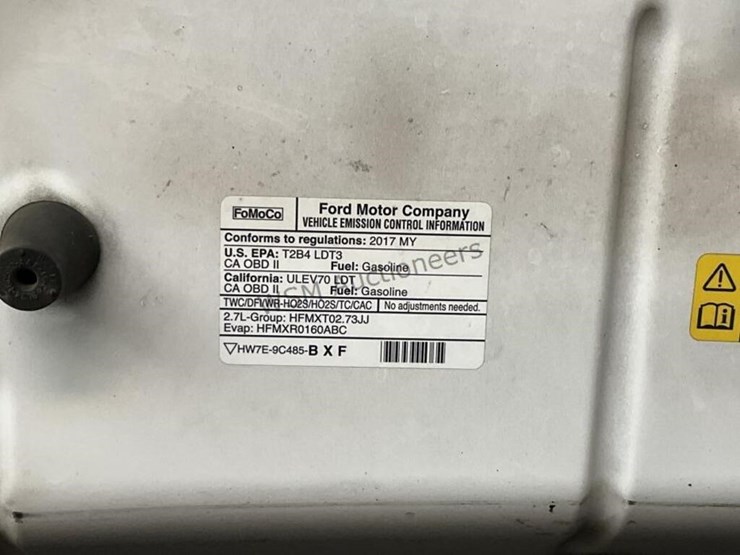 FoMoCo
Ford Motor Company
VEHICLE EMISSION CONTROL INFORMATION
Conforms to regulations: 2017 MY
U.S. EPA: T2B4 LDT3
CA OBD II Fuel: Gasoline
California: ULEV70 LDT3
CA OBD II Fuel: Gasoline
TWC/DFI/WR-HO2S/HO2S/TC/CAC No adjustments needed.
2.7L-Group: HFMXT02.73JJ
Evap: HFMXR0160ABC
HW7E-9C485-B X F
Auctioneers